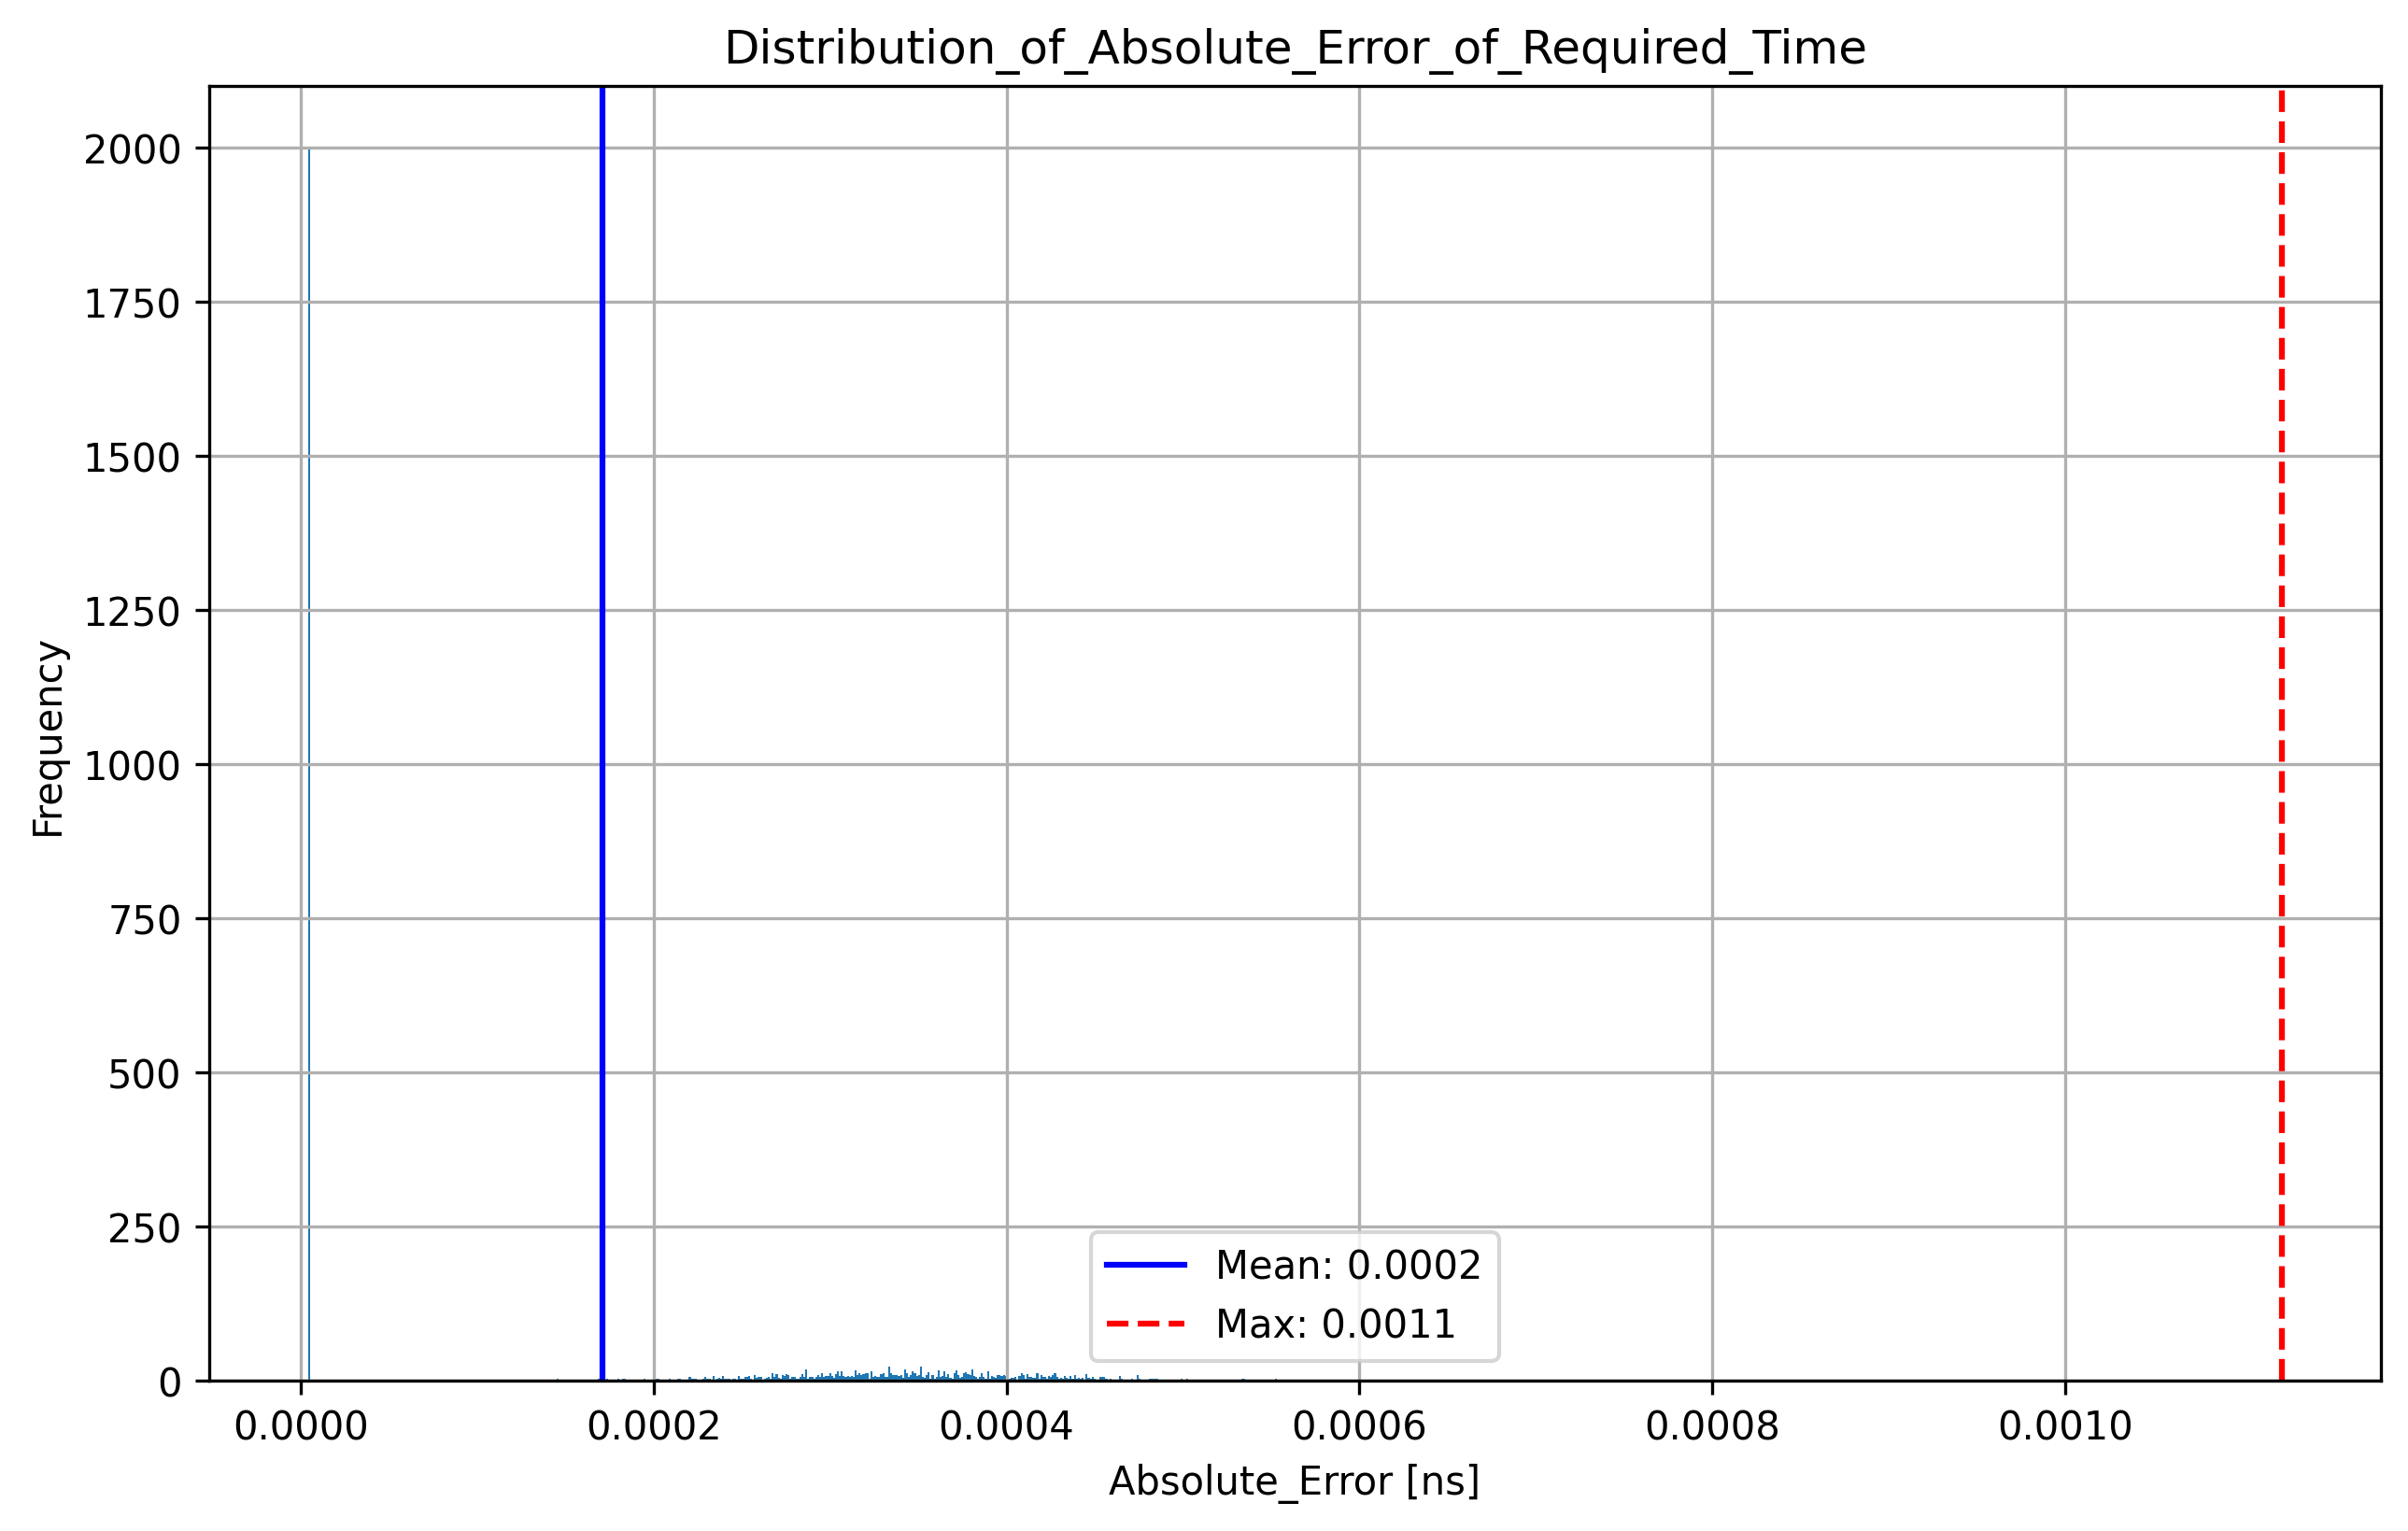 Distribution_of_Absolute_Error_of_Required_Time
Frequency
2000
1750
1500
1250
1000
750
500
250
0
Mean: 0.0002
Max: 0.0011
0.0000 0.0002 0.0004 0.0006 0.0008 0.0010
Absolute_Error [ns]